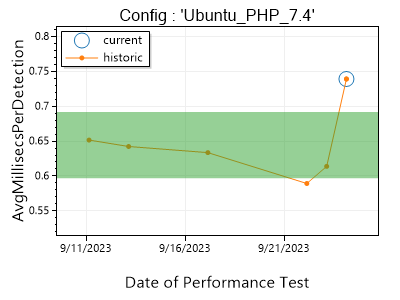 Config : 'Ubuntu_PHP_7.4'
current
historic
AvgMillisecsPerDetection
0.8
0.75
0.7
0.65
0.6
0.55
9/11/2023
9/16/2023
9/21/2023
Date of Performance Test